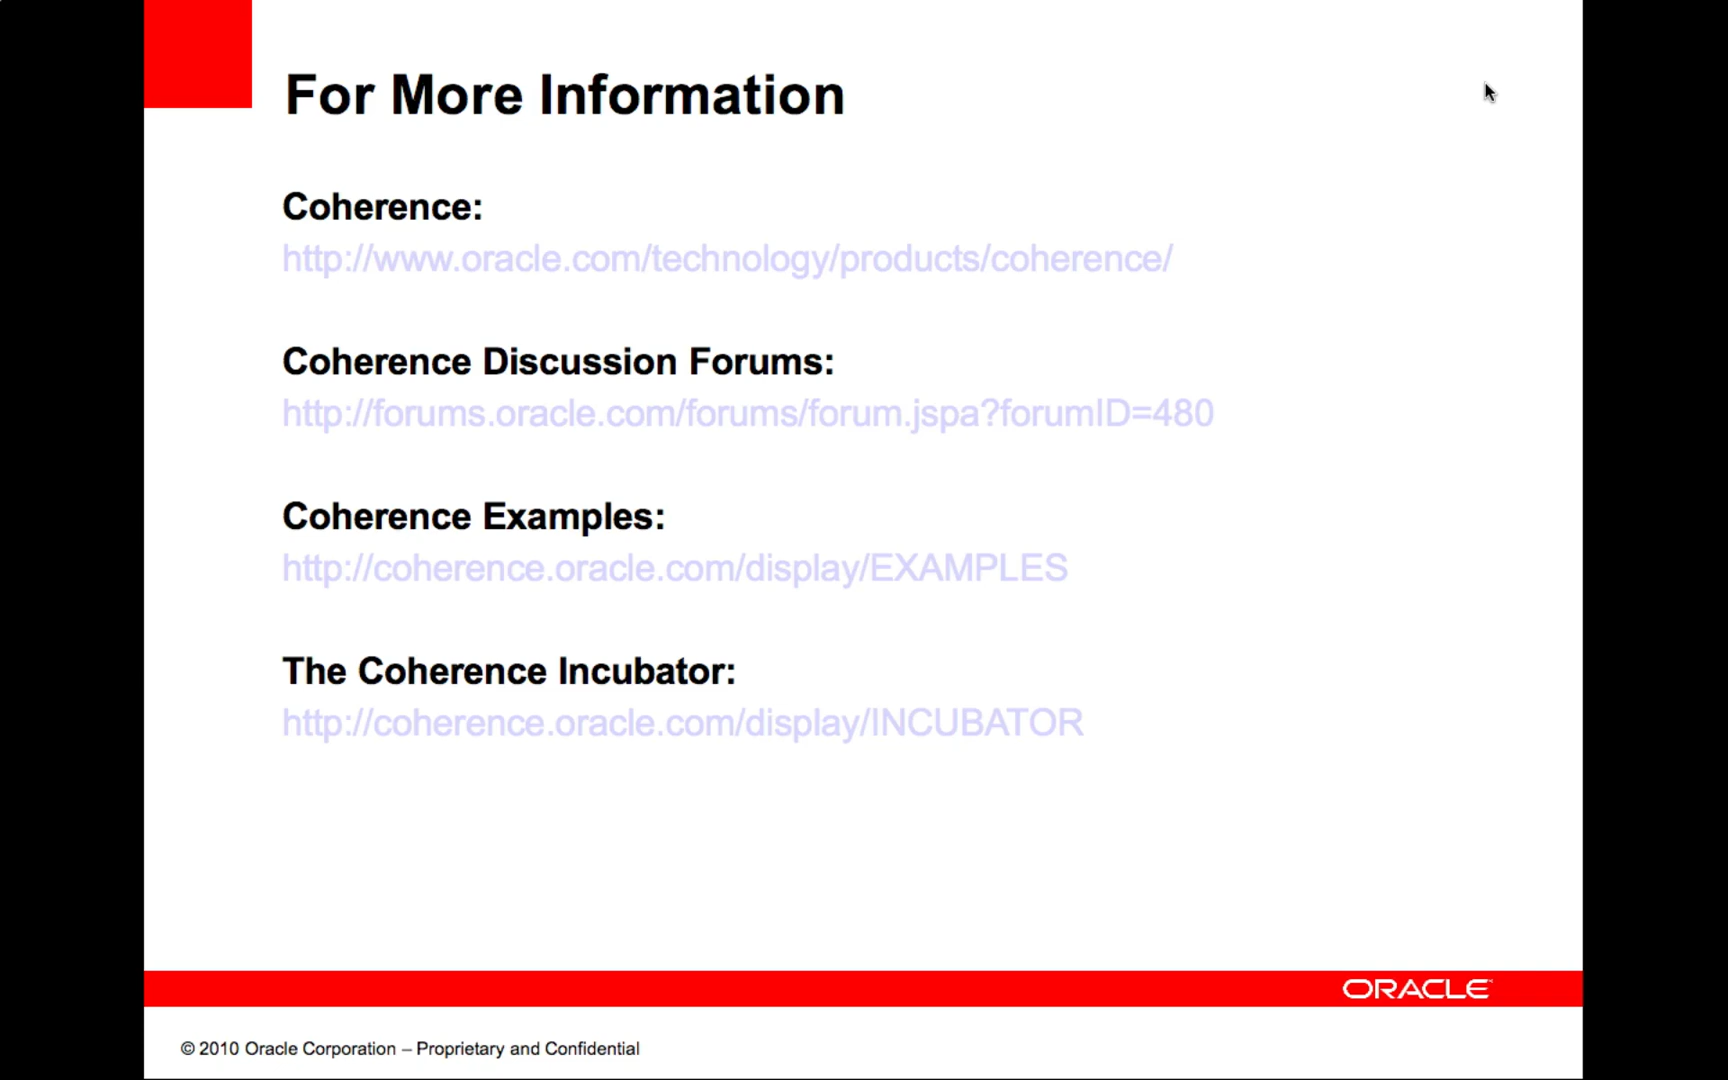 For More Information
Coherence:
http://www.oracle.com/technology/products/coherence/
Coherence Discussion Forums:
http://forums.oracle.com/forums/forum.jspa?forumID=480
Coherence Examples:
http://coherence.oracle.com/display/EXAMPLES
The Coherence Incubator:
http://coherence.oracle.com/display/INCUBATOR
ORACLE
© 2010 Oracle Corporation – Proprietary and Confidential